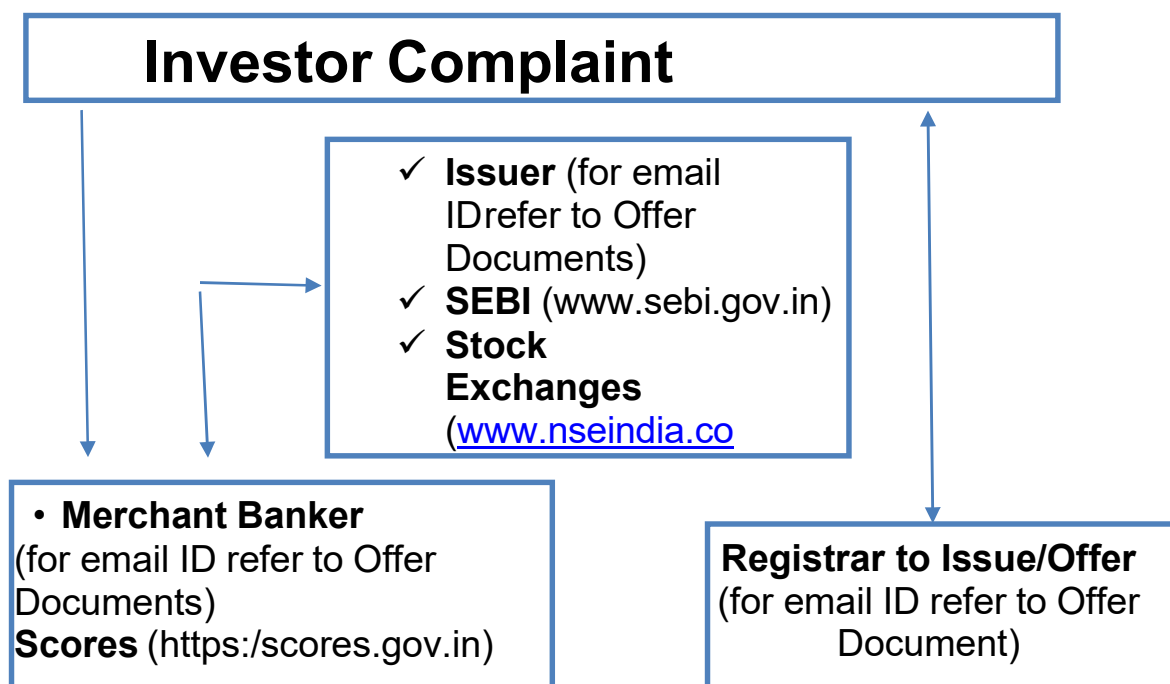 Investor Complaint
✓ Issuer (for email
IDrefer to Offer
Documents)
✓ SEBI (www.sebi.gov.in)
✓ Stock
Exchanges
(www.nseindia.co
• Merchant Banker
(for email ID refer to Offer
Documents)
Scores (https:/scores.gov.in)
Registrar to Issue/Offer
(for email ID refer to Offer
Document)